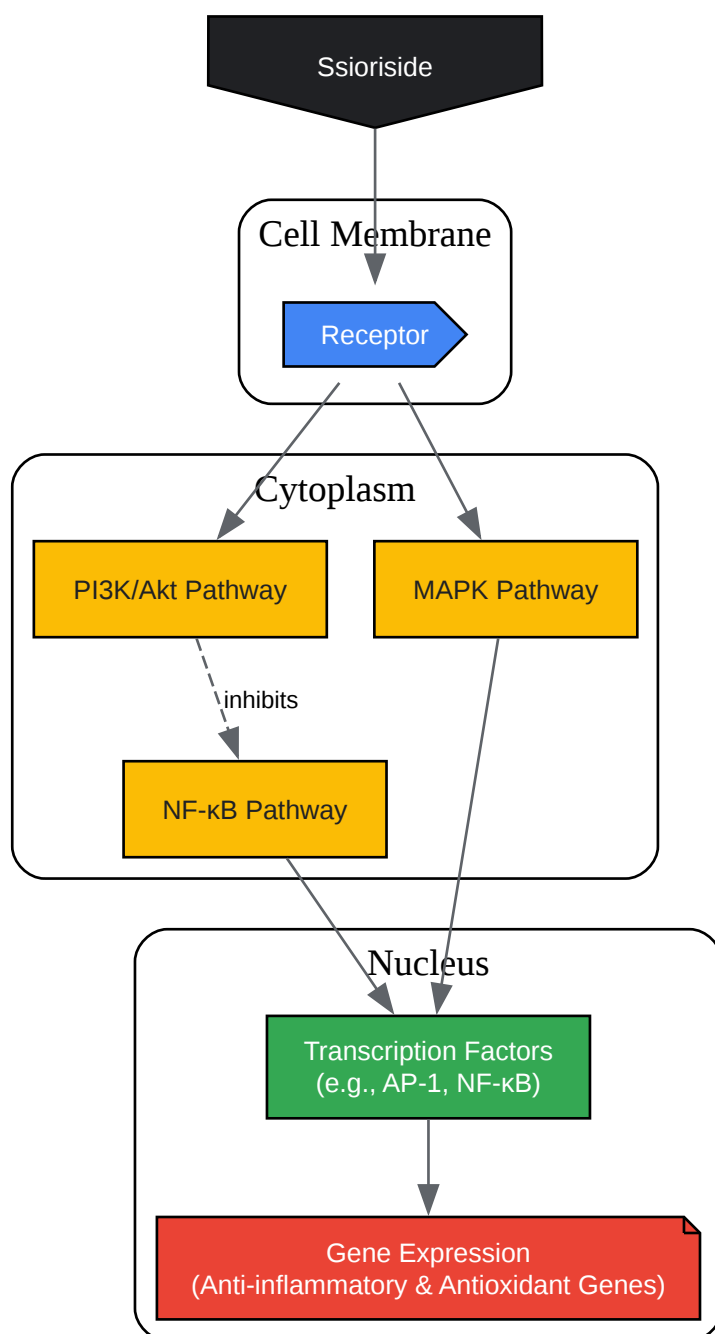 Ssioriside
Cell Membrane
Receptor
Cytoplasm
PI3K/Akt Pathway
MAPK Pathway
inhibits
NF-κB Pathway
Nucleus
Transcription Factors
(e.g., AP-1, NF-κB)
Gene Expression
(Anti-inflammatory & Antioxidant Genes)